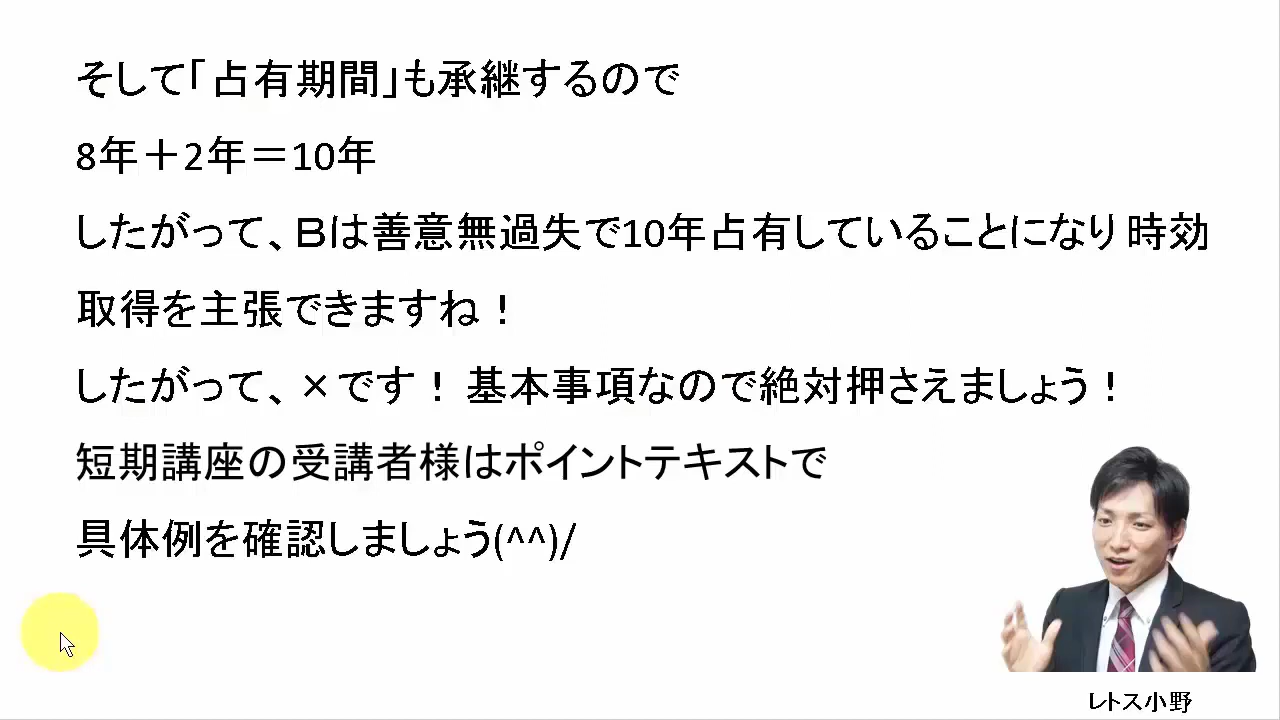 そして「占有期間」も承継するので
8年＋2年＝10年
したがって、Ｂは善意無過失で10年占有していることになり時効
取得を主張できますね！
したがって、×です！ 基本事項なので絶対押さえましょう！
短期講座の受講者様はポイントテキストで
具体例を確認しましょう(^^)/
レトス小野